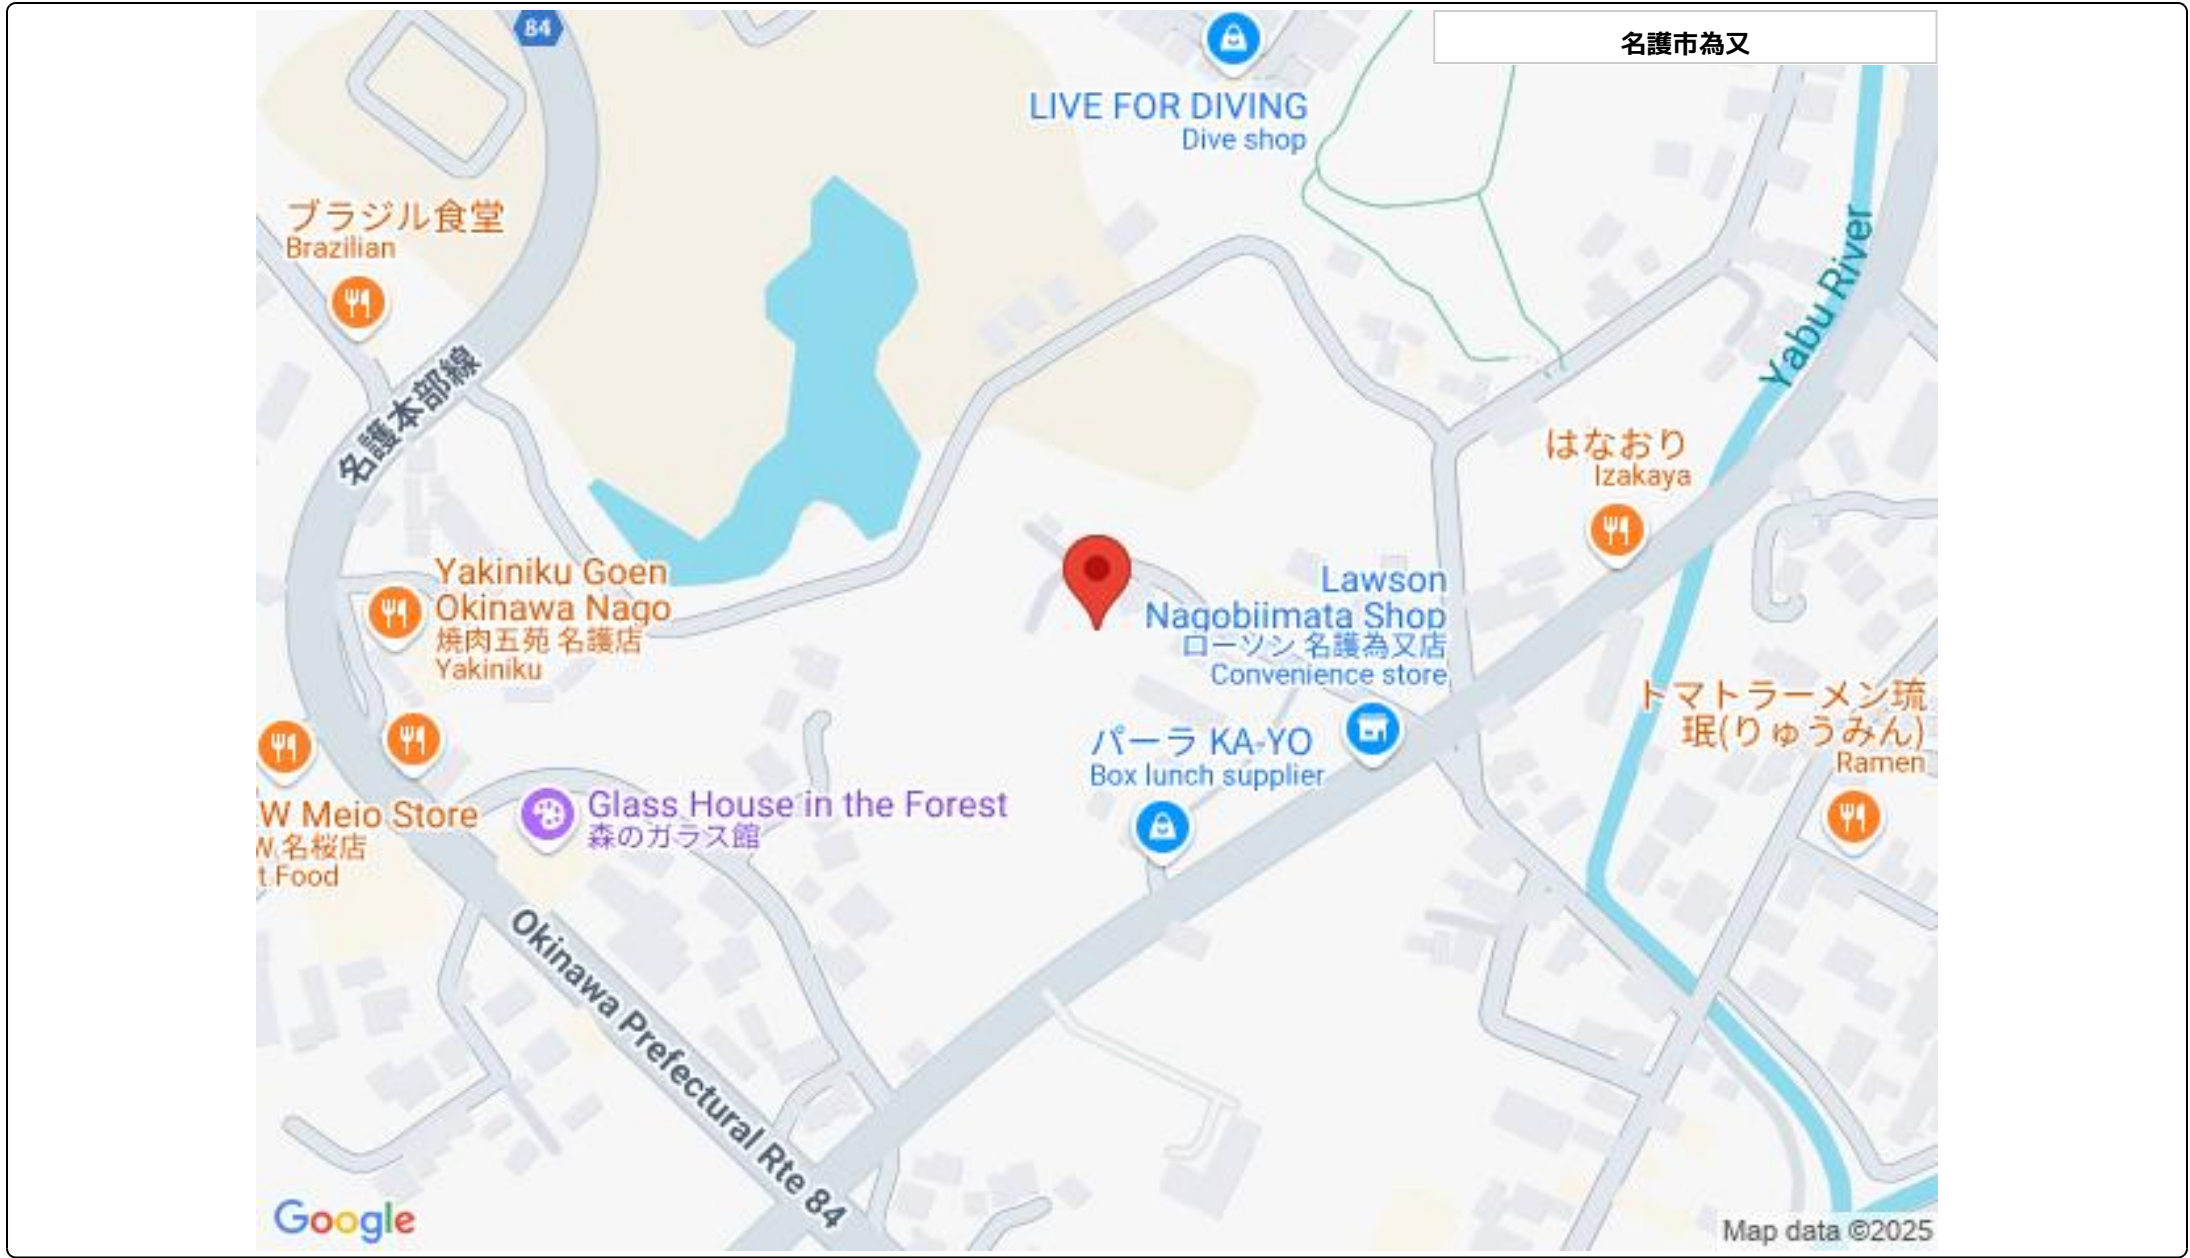 84
名護市為又
LIVE FOR DIVING
Dive shop
ブラジル食堂
Brazilian
Yabu River
名護本部線
はなおり
Izakaya
Yakiniku Goen
Okinawa Nago
焼肉五苑 名護店
Yakiniku
Lawson
Nagobiimata Shop
ローソン 名護為又店
Convenience store
トマトラーメン琉
珉(りゅうみん)
Ramen
パーラ KA-YO
Box lunch supplier
Glass House in the Forest
森のガラス館
W Meio Store
W 名桜店
t Food
Okinawa Prefectural Rte 84
Google
Map data ©2025